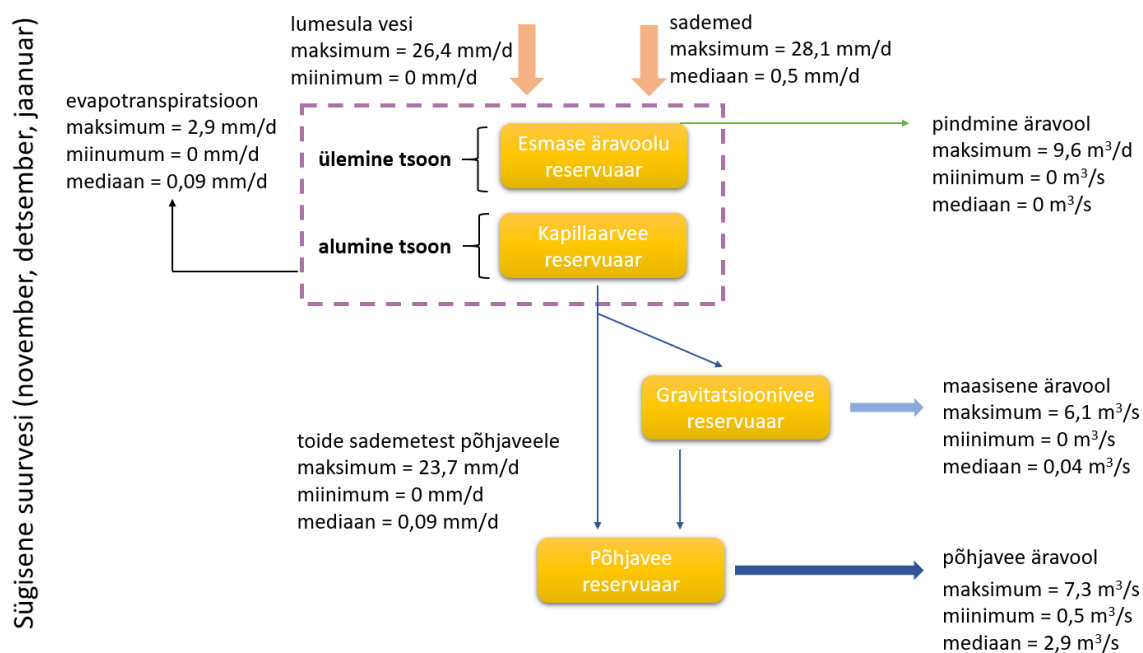 Sügisene suurvesi (november, detsember, jaanuar)
lumesula vesi
maksimum = 26,4 mm/d
miinimum = 0 mm/d
sademed
maksimum = 28,1 mm/d
mediaan = 0,5 mm/d
evapotranspiratsioon
maksimum = 2,9 mm/d
miinumum = 0 mm/d
mediaan = 0,09 mm/d
ülemine tsoon
Esmase äravoolu
reservuaar
pindmine äravool
maksimum = 9,6 m³/d
miinimum = 0 m³/s
mediaan = 0 m³/s
alumine tsoon
Kapillaarvee
reservuaar
Gravitatsioonivee
reservuaar
maasisene äravool
maksimum = 6,1 m³/s
miinimum = 0 m³/s
mediaan = 0,04 m³/s
toide sademetest põhjaveele
maksimum = 23,7 mm/d
miinimum = 0 mm/d
mediaan = 0,09 mm/d
Põhjavee
reservuaar
põhjavee äravool
maksimum = 7,3 m³/s
miinimum = 0,5 m³/s
mediaan = 2,9 m³/s